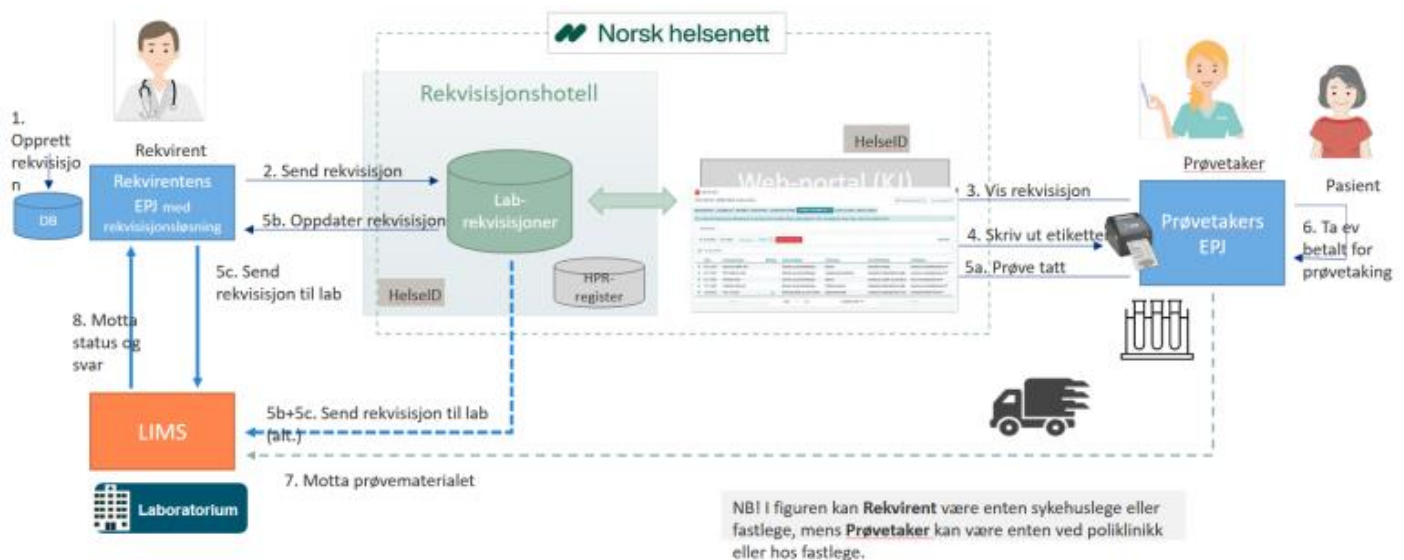 Norsk helsenett
Rekvisisjonshotell
HelseID
1.
Opprett
rekvisisjo
n
Rekvirent
Rekvirentens
EPJ med
rekvisisjonsløsning
DB
2. Send rekvisisjon
5b. Oppdater rekvisisjon
Lab-
rekvisisjoner
Web-portal (KJ)
Prøvetaker
Pasient
3. Vis rekvisisjon
4. Skriv ut etiketter
5a. Prøve tatt
Prøvetakers
EPJ
6. Ta ev
betalt for
prøvetaking
5c. Send
rekvisisjon til lab
HelseID
HPR-
register
8. Motta
status og
svar
LIMS
5b+5c. Send rekvisisjon til lab
(alt.)
7. Motta prøvematerialet
Laboratorium
NB! I figuren kan Rekvirent være enten sykehuslege eller
fastlege, mens Prøvetaker kan være enten ved poliklinikk
eller hos fastlege.